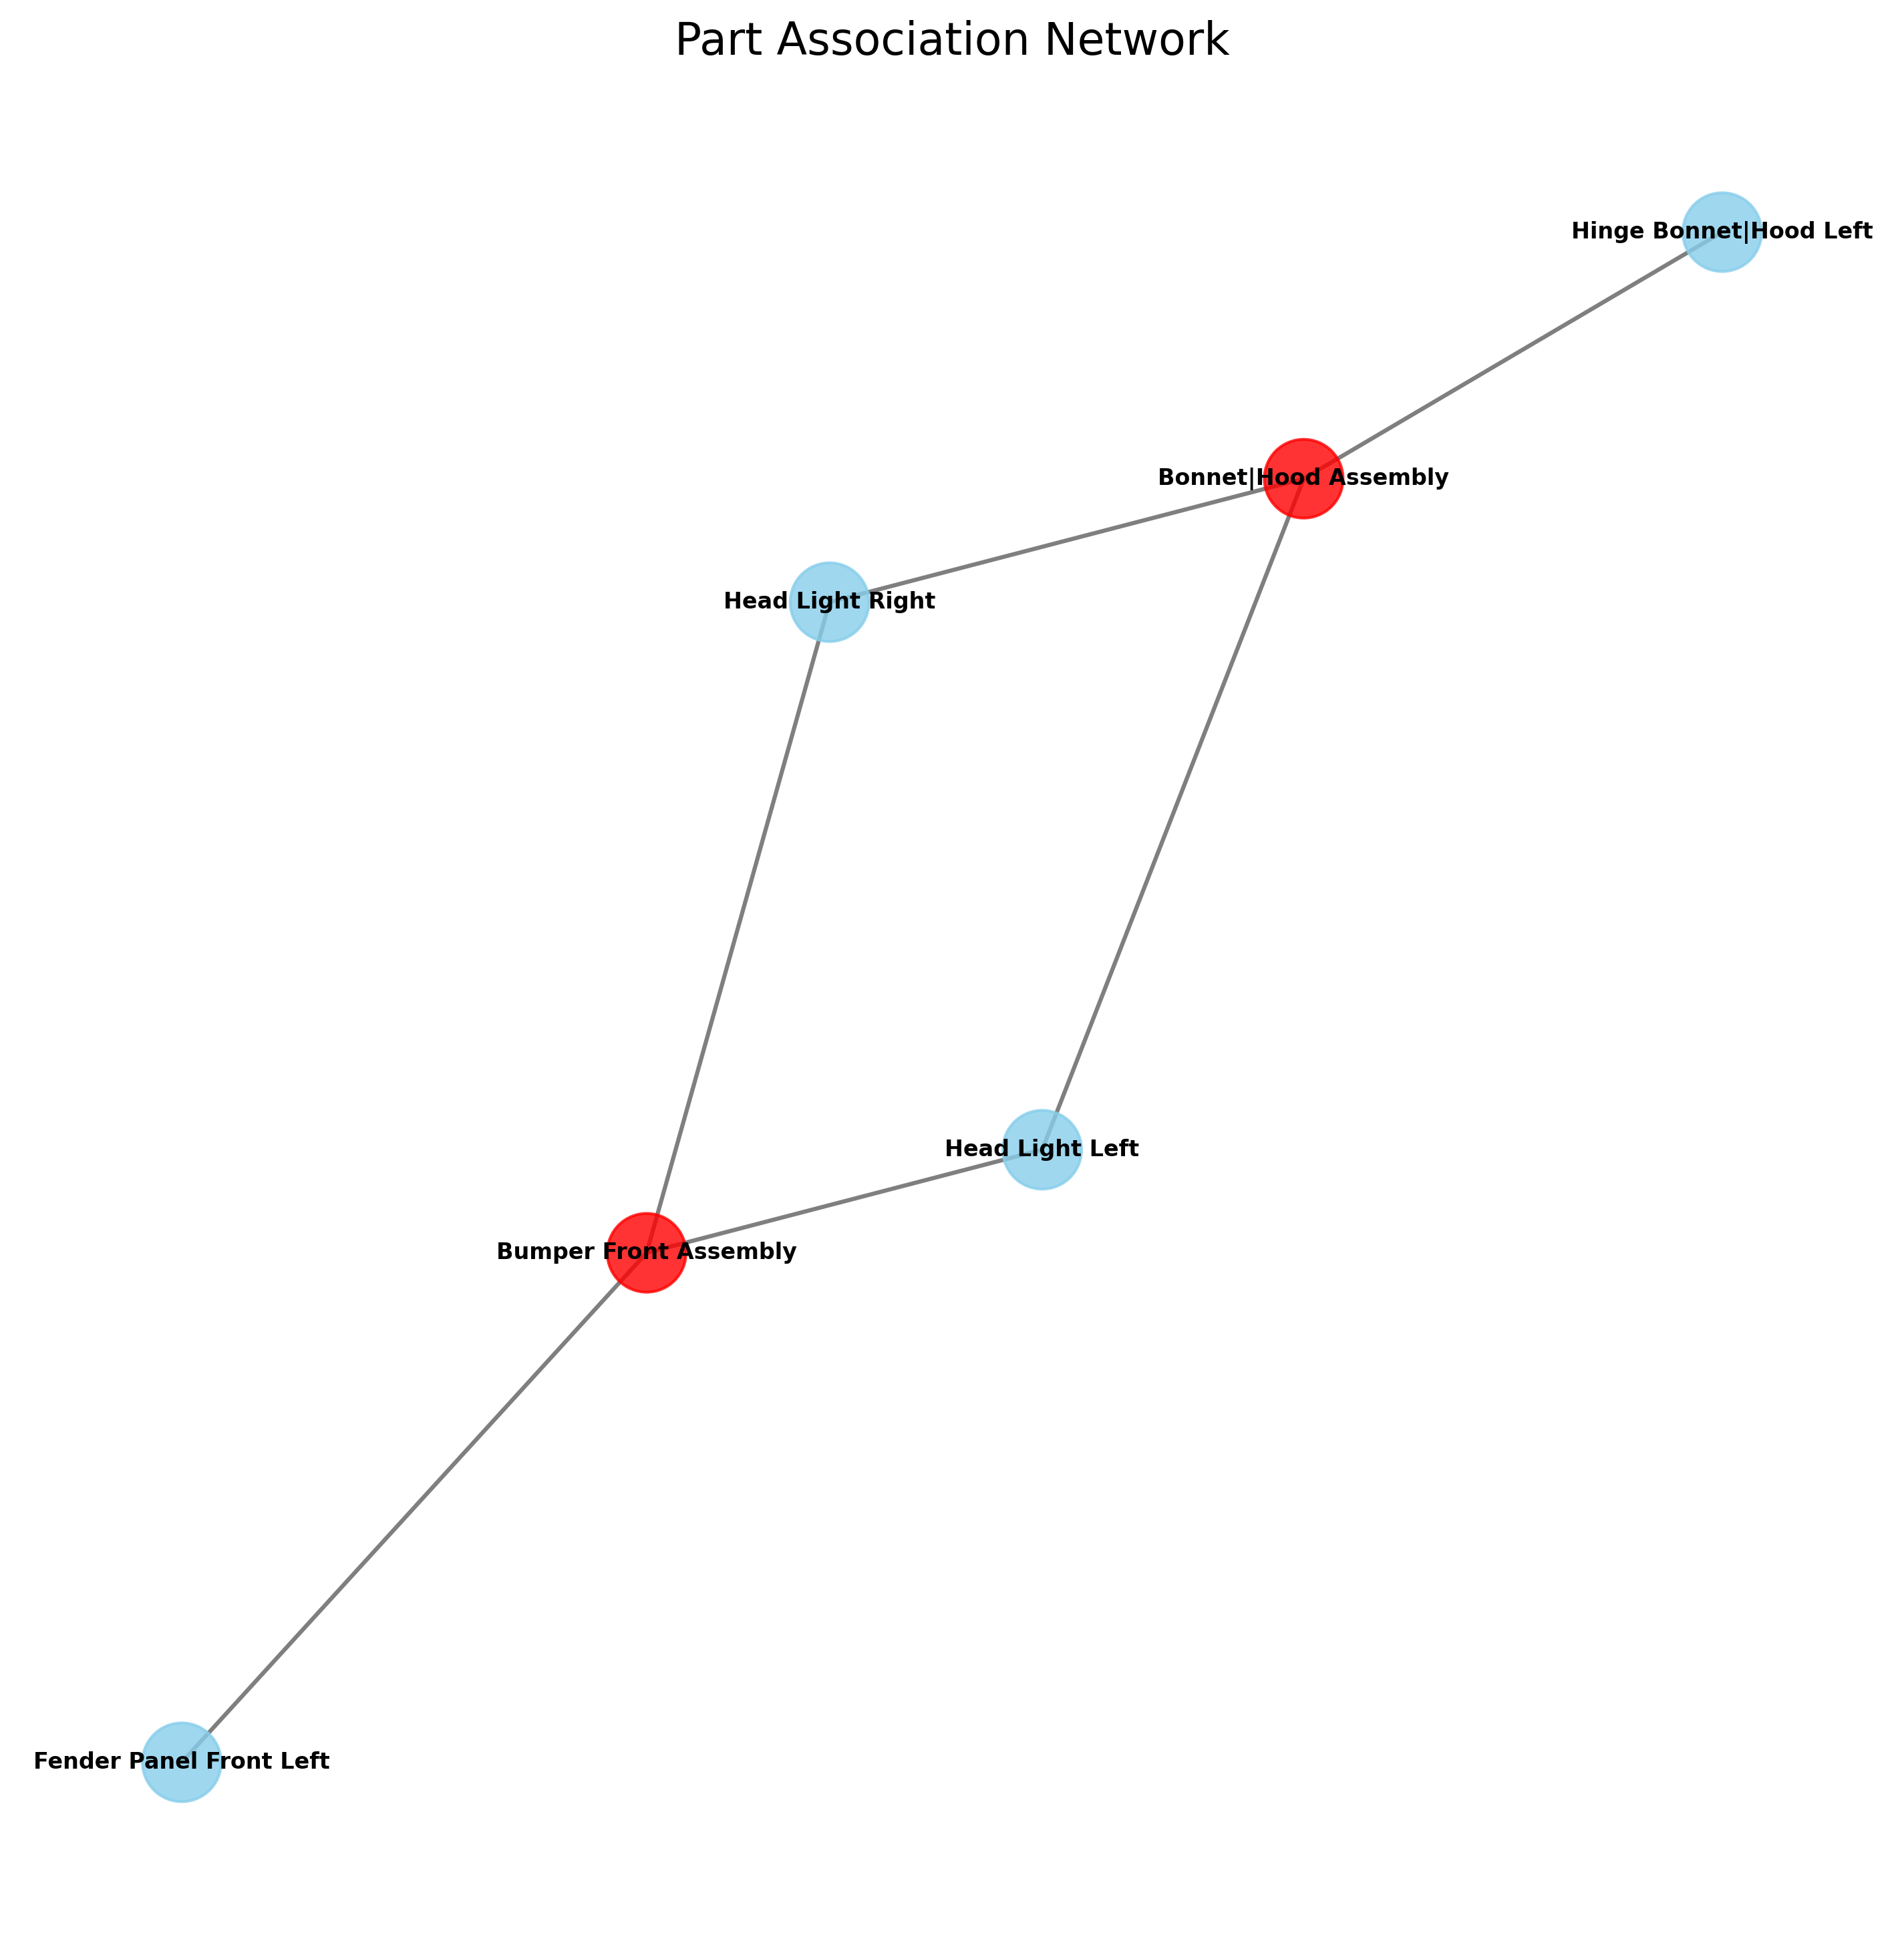 Part Association Network
Hinge Bonnet|Hood Left
Bonnet|Hood Assembly
Head Light Right
Head Light Left
Bumper Front Assembly
Fender Panel Front Left